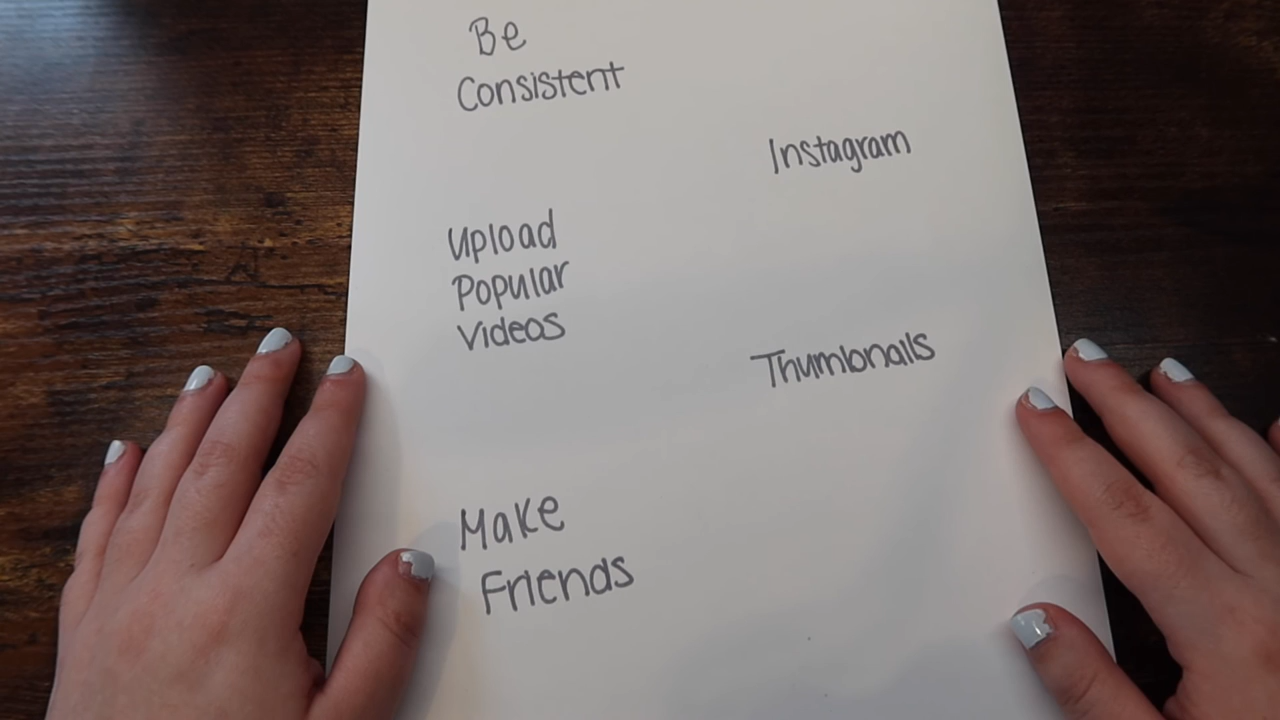 Be
Consistent
Instagram
Upload
Popular
Videos
Thumbnails
Make
Friends